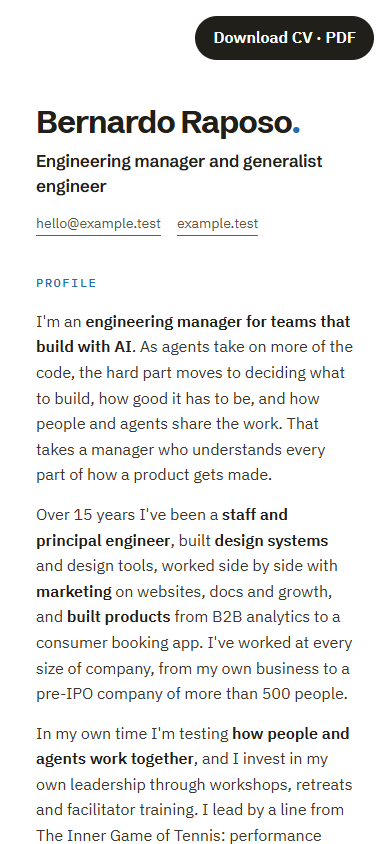 Download CV · PDF
Bernardo Raposo.
Engineering manager and generalist
engineer
hello@example.test example.test
PROFILE
I'm an engineering manager for teams that
build with AI. As agents take on more of the
code, the hard part moves to deciding what
to build, how good it has to be, and how
people and agents share the work. That
takes a manager who understands every
part of how a product gets made.
Over 15 years I've been a staff and
principal engineer, built design systems
and design tools, worked side by side with
marketing on websites, docs and growth,
and built products from B2B analytics to a
consumer booking app. I've worked at every
size of company, from my own business to a
pre-IPO company of more than 500 people.
In my own time I'm testing how people and
agents work together, and I invest in my
own leadership through workshops, retreats
and facilitator training. I lead by a line from
The Inner Game of Tennis: performance